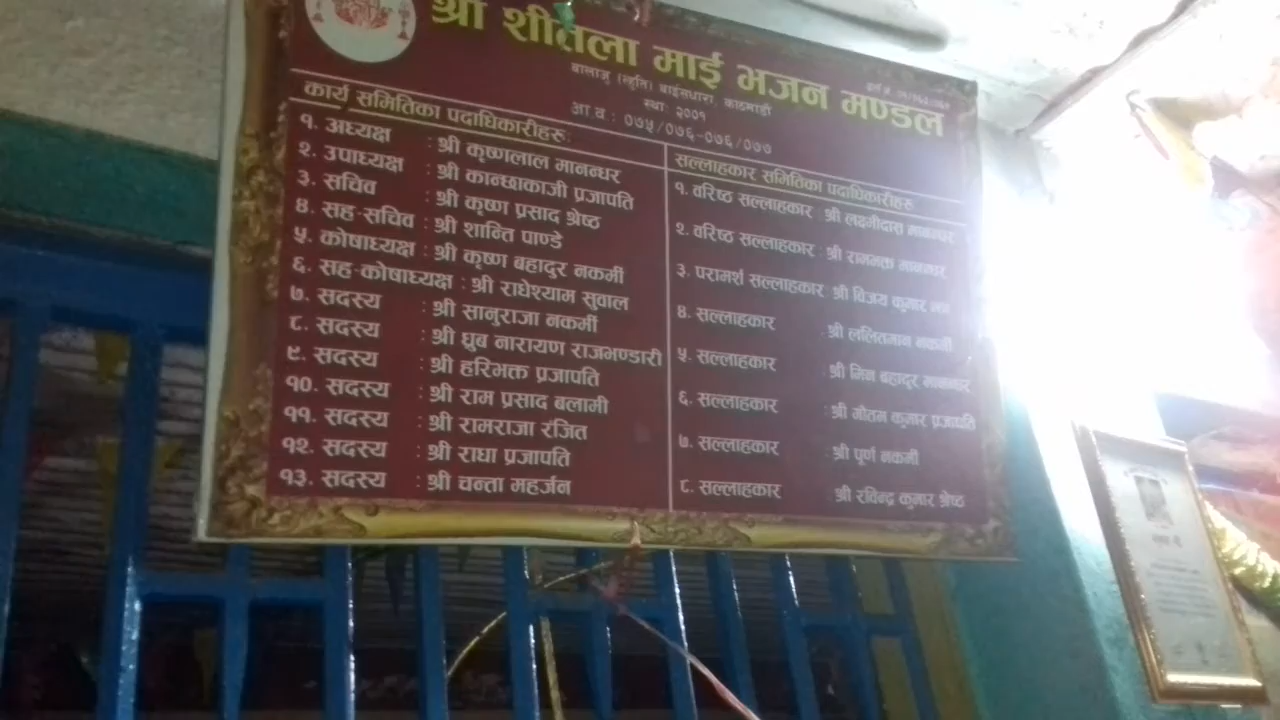 श्री शीतला माई भजन मण्डल
बालाजु (म्हुति) बाईसधारा, काठमाडौं
स्था: २००१
आ.व : ०७५/०७६-०७६/०७७
कार्य समितिका पदाधिकारीहरू:
१. अध्यक्ष : श्री कृष्णलाल मानन्धर
२. उपाध्यक्ष : श्री कान्छाकाजी प्रजापति
३. सचिव : श्री कृष्ण प्रसाद श्रेष्ठ
४. सह-सचिव : श्री शान्ति पाण्डे
५. कोषाध्यक्ष : श्री कृष्ण बहादुर नकर्मी
६. सह-कोषाध्यक्ष : श्री राधेश्याम सुवाल
७. सदस्य : श्री सानुराजा नकर्मी
८. सदस्य : श्री ध्रुब नारायण राजभण्डारी
९. सदस्य : श्री हरिभक्त प्रजापति
१०. सदस्य : श्री राम प्रसाद बलामी
११. सदस्य : श्री रामराजा रंजित
१२. सदस्य : श्री राधा प्रजापति
१३. सदस्य : श्री चन्ता महर्जन
सल्लाहकार समितिका पदाधिकारीहरू
१. वरिष्ठ सल्लाहकार : श्री लक्ष्मीदास मानन्धर
२. वरिष्ठ सल्लाहकार : श्री रामभक्त मानन्धर
३. परामर्श सल्लाहकार : श्री विजय कुमार
४. सल्लाहकार : श्री ललितमान नकर्मी
५. सल्लाहकार : श्री मिन बहादुर मानन्धर
६. सल्लाहकार : श्री गौतम कुमार प्रजापति
७. सल्लाहकार : श्री पूर्ण नकर्मी
८. सल्लाहकार : श्री रविन्द्र कुमार श्रेष्ठ